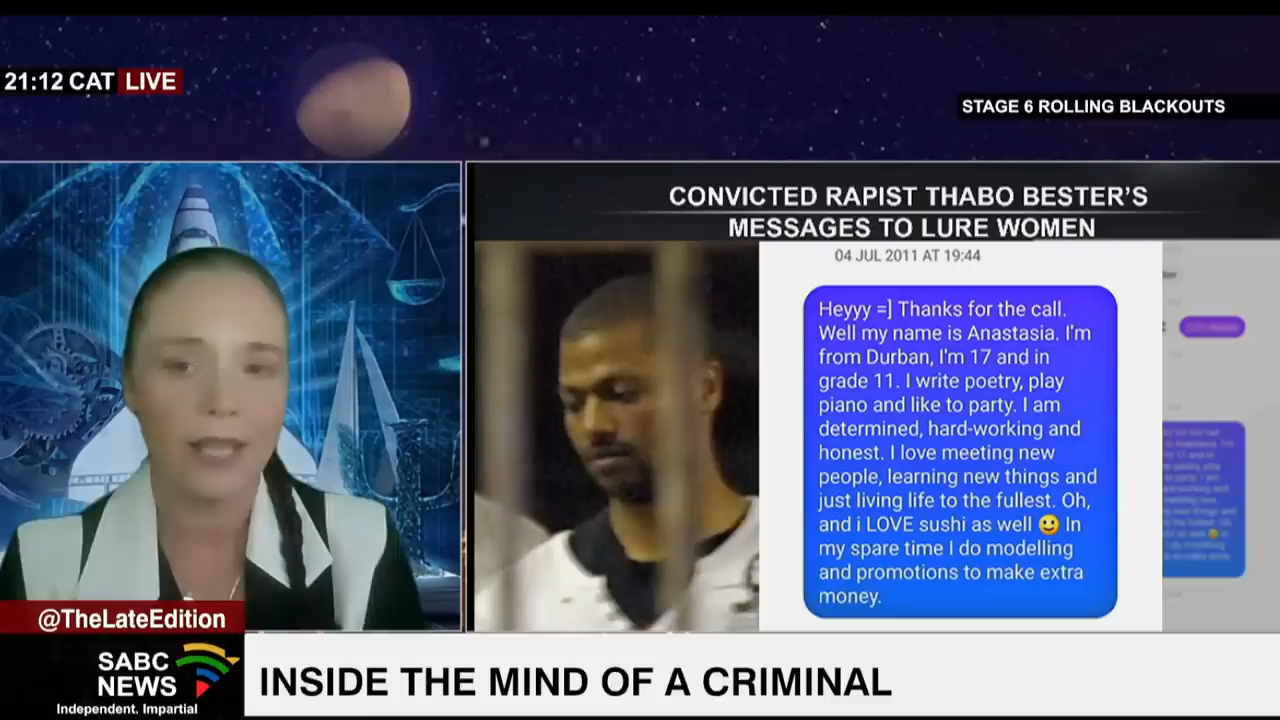 21:12 CAT LIVE
STAGE 6 ROLLING BLACKOUTS
CONVICTED RAPIST THABO BESTER'S
MESSAGES TO LURE WOMEN
04 JUL 2011 AT 19:44
Heyyy =] Thanks for the call.
Well my name is Anastasia. I'm
from Durban, I'm 17 and in
grade 11. I write poetry, play
piano and like to party. I am
determined, hard-working and
honest. I love meeting new
people, learning new things and
just living life to the fullest. Oh,
and i LOVE sushi as well 😃 In
my spare time I do modelling
and promotions to make extra
money.
@TheLateEdition
SABC
NEWS
Independent. Impartial
INSIDE THE MIND OF A CRIMINAL